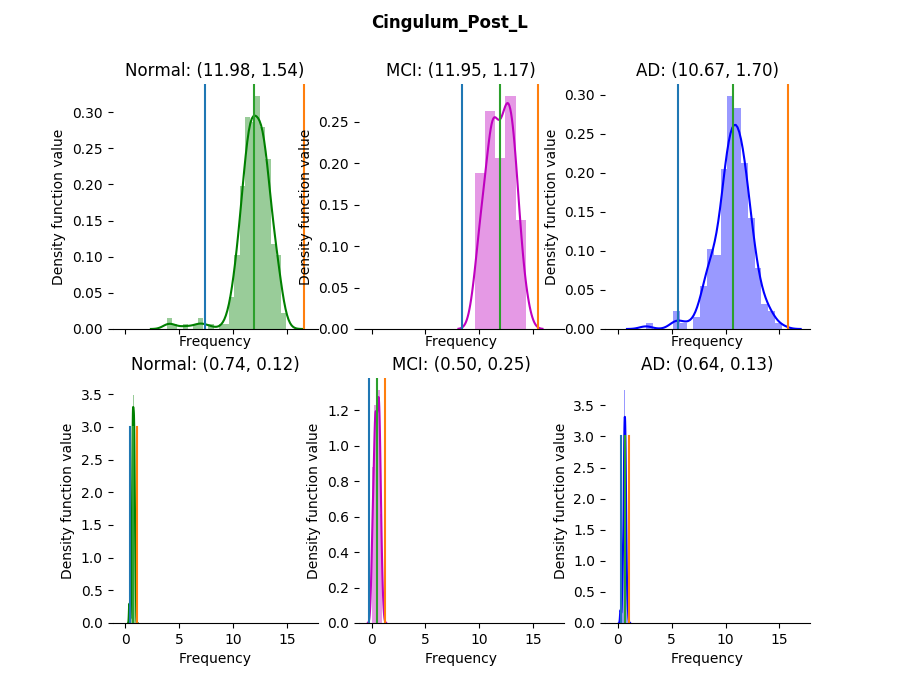 Cingulum_Post_L
Normal: (11.98, 1.54)
MCI: (11.95, 1.17)
AD: (10.67, 1.70)
Density function value
0.30
0.25
0.20
0.15
0.10
0.05
0.00
Frequency
Density function value
0.25
0.20
0.15
0.10
0.05
0.00
Frequency
Density function value
0.30
0.25
0.20
0.15
0.10
0.05
0.00
Frequency
Normal: (0.74, 0.12)
MCI: (0.50, 0.25)
AD: (0.64, 0.13)
Density function value
3.5
3.0
2.5
2.0
1.5
1.0
0.5
0.0
0 5 10 15
Frequency
Density function value
1.2
1.0
0.8
0.6
0.4
0.2
0.0
0 5 10 15
Frequency
Density function value
3.5
3.0
2.5
2.0
1.5
1.0
0.5
0.0
0 5 10 15
Frequency